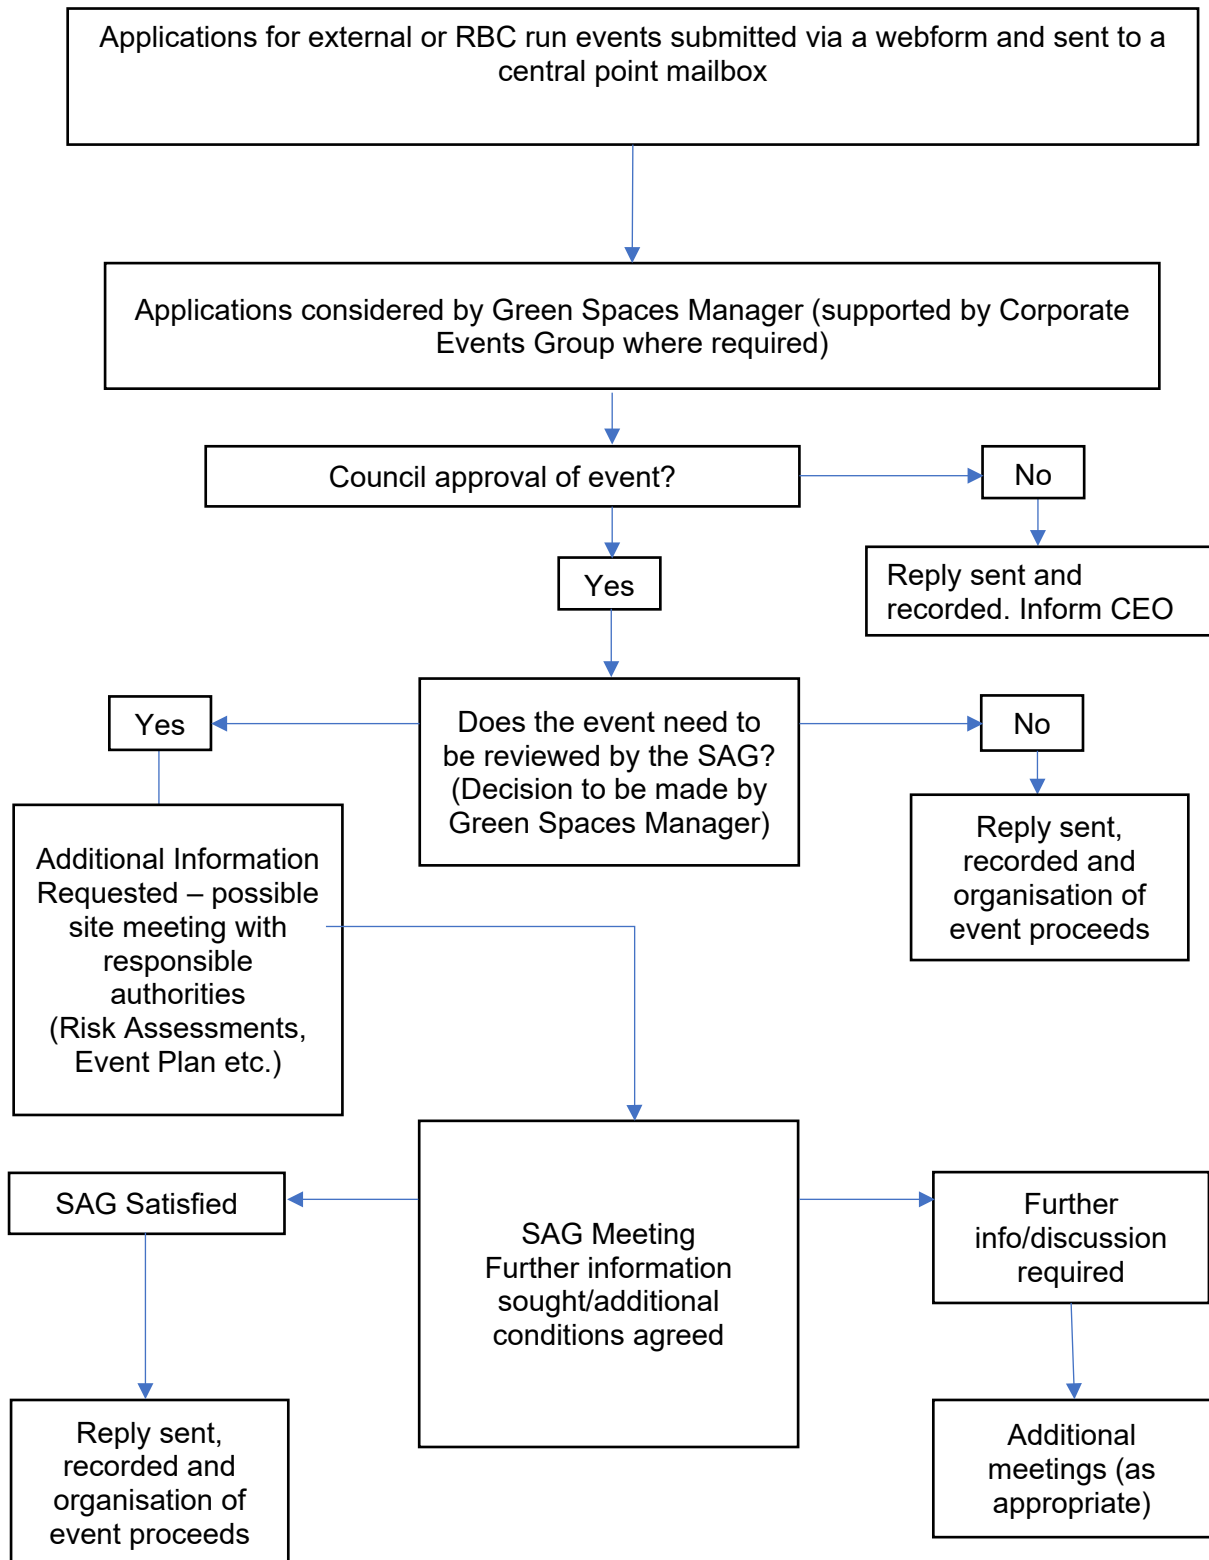 Applications for external or RBC run events submitted via a webform and sent to a
central point mailbox
Applications considered by Green Spaces Manager (supported by Corporate
Events Group where required)
Council approval of event?
No
Yes
Reply sent and
recorded. Inform CEO
Yes
Does the event need to
be reviewed by the SAG?
(Decision to be made by
Green Spaces Manager)
No
Additional Information
Requested – possible
site meeting with
responsible
authorities
(Risk Assessments,
Event Plan etc.)
Reply sent,
recorded and
organisation of
event proceeds
SAG Satisfied
SAG Meeting
Further information
sought/additional
conditions agreed
Further
info/discussion
required
Reply sent,
recorded and
organisation of
event proceeds
Additional
meetings (as
appropriate)